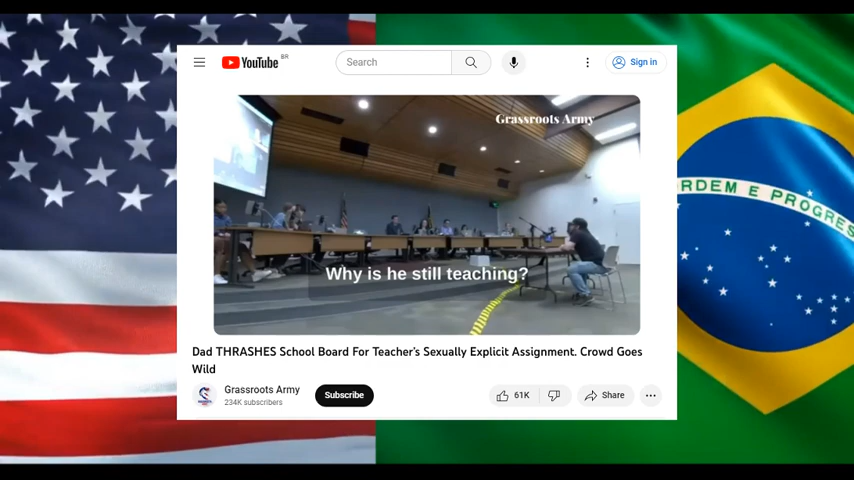 YouTube BR
Search
Sign in
Grassroots Army
Why is he still teaching?
Dad THRASHES School Board For Teacher's Sexually Explicit Assignment. Crowd Goes
Wild
Grassroots Army
234K subscribers
Subscribe
61K
Share
ORDEM E PROGRES